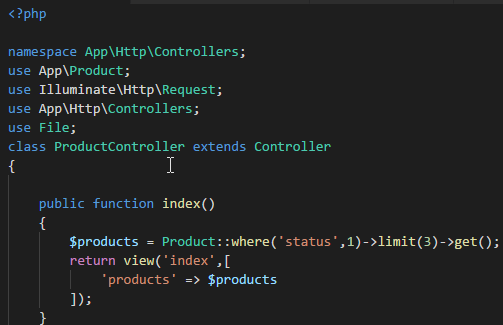 <?php
namespace App\Http\Controllers;
use App\Product;
use Illuminate\Http\Request;
use App\Http\Controllers;
use File;
class ProductController extends Controller
{
public function index()
{
$products = Product::where('status',1)->limit(3)->get();
return view('index',[
'products' => $products
]);
}